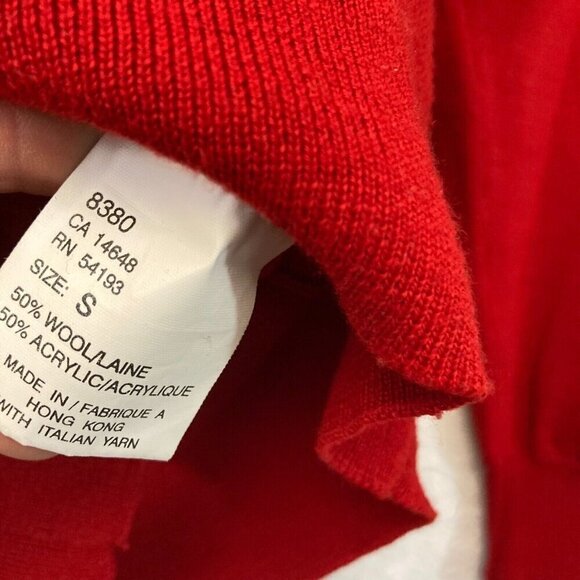 8380
CA 14648
RN 54193
SIZE: S
50% WOOL/LAINE
50% ACRYLIC/ACRYLIQUE
MADE IN / FABRIQUE A
HONG KONG
WITH ITALIAN YARN